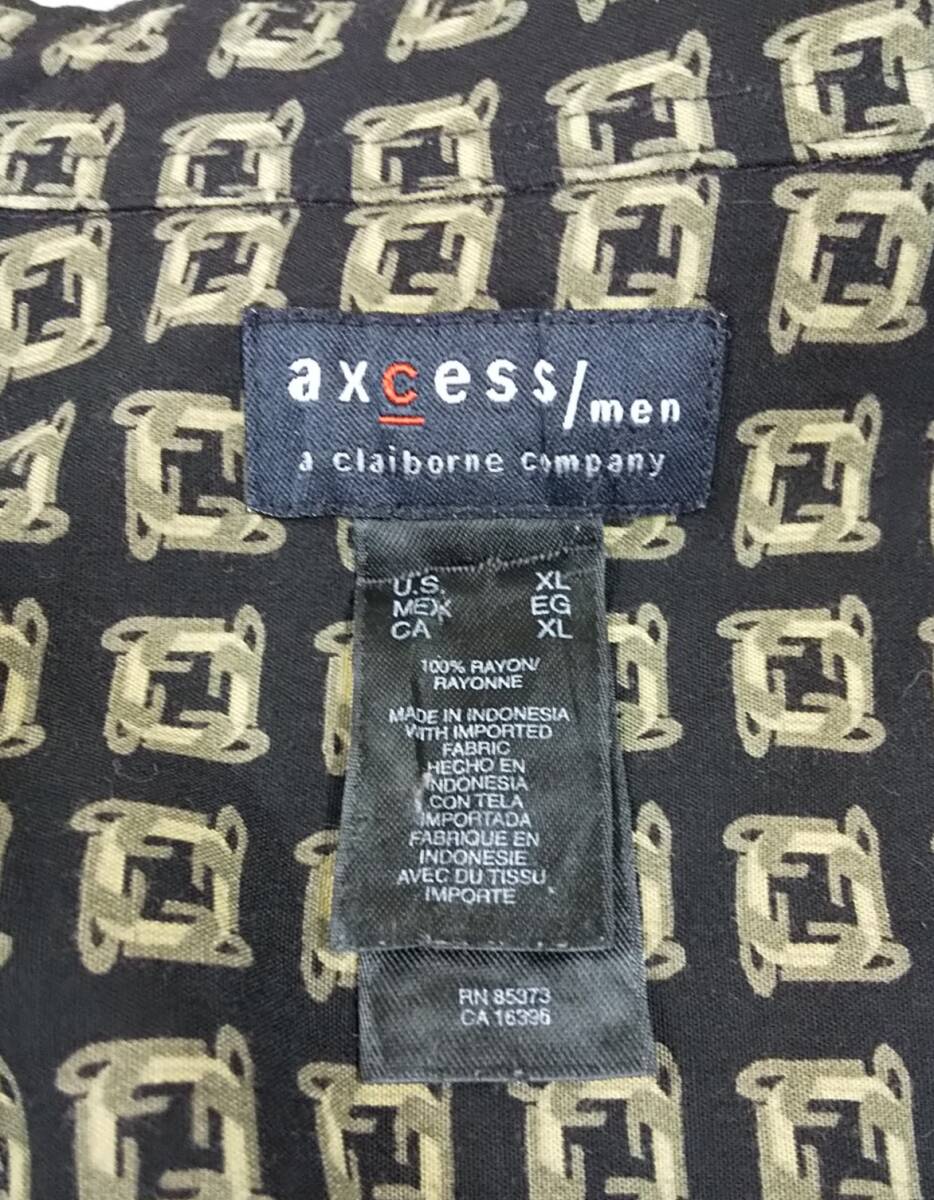 axcess/men
a claiborne company
U.S. XL
MEX EG
CA XL
100% RAYON/
RAYONNE
MADE IN INDONESIA
WITH IMPORTED
FABRIC
HECHO EN
INDONESIA
CON TELA
IMPORTADA
FABRIQUE EN
INDONESIE
AVEC DU TISSU
IMPORTE
RN 85373
CA 16396